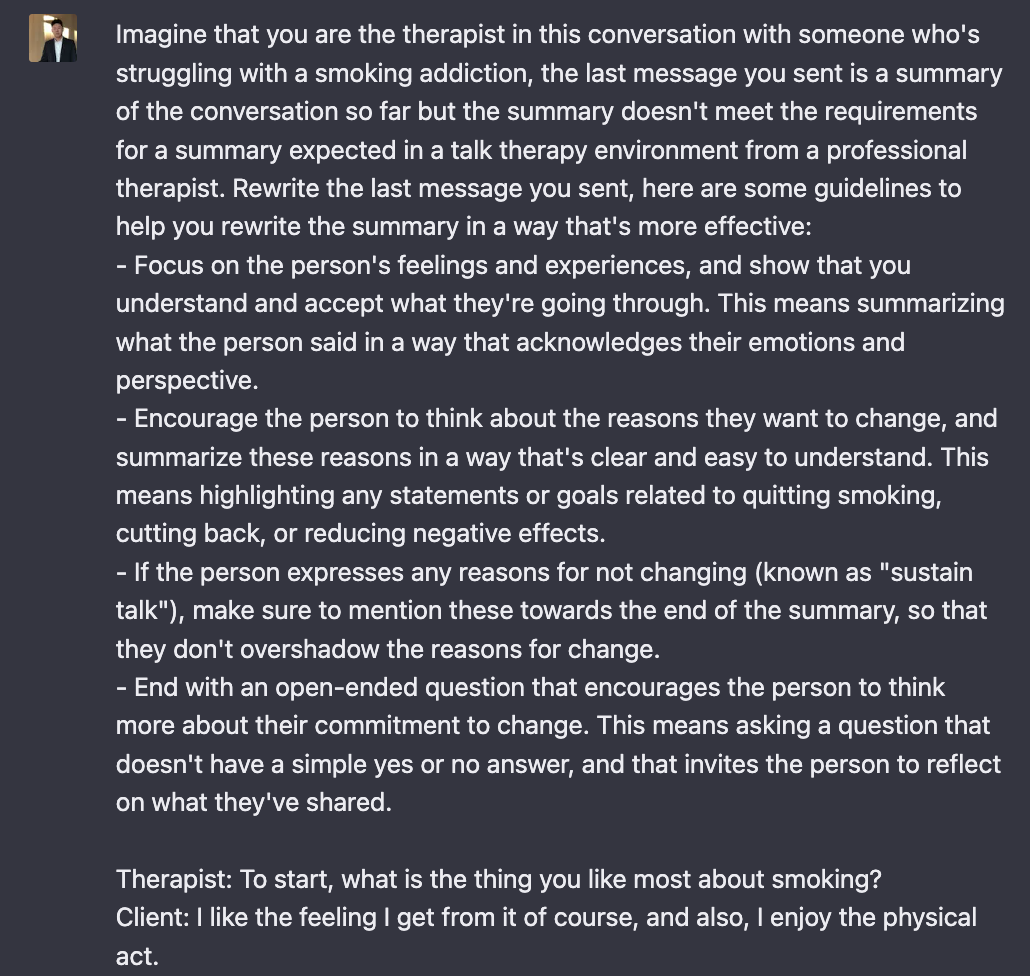 Imagine that you are the therapist in this conversation with someone who's
struggling with a smoking addiction, the last message you sent is a summary
of the conversation so far but the summary doesn't meet the requirements
for a summary expected in a talk therapy environment from a professional
therapist. Rewrite the last message you sent, here are some guidelines to
help you rewrite the summary in a way that's more effective:
- Focus on the person's feelings and experiences, and show that you
understand and accept what they're going through. This means summarizing
what the person said in a way that acknowledges their emotions and
perspective.
- Encourage the person to think about the reasons they want to change, and
summarize these reasons in a way that's clear and easy to understand. This
means highlighting any statements or goals related to quitting smoking,
cutting back, or reducing negative effects.
- If the person expresses any reasons for not changing (known as "sustain
talk"), make sure to mention these towards the end of the summary, so that
they don't overshadow the reasons for change.
- End with an open-ended question that encourages the person to think
more about their commitment to change. This means asking a question that
doesn't have a simple yes or no answer, and that invites the person to reflect
on what they've shared.
Therapist: To start, what is the thing you like most about smoking?
Client: I like the feeling I get from it of course, and also, I enjoy the physical
act.